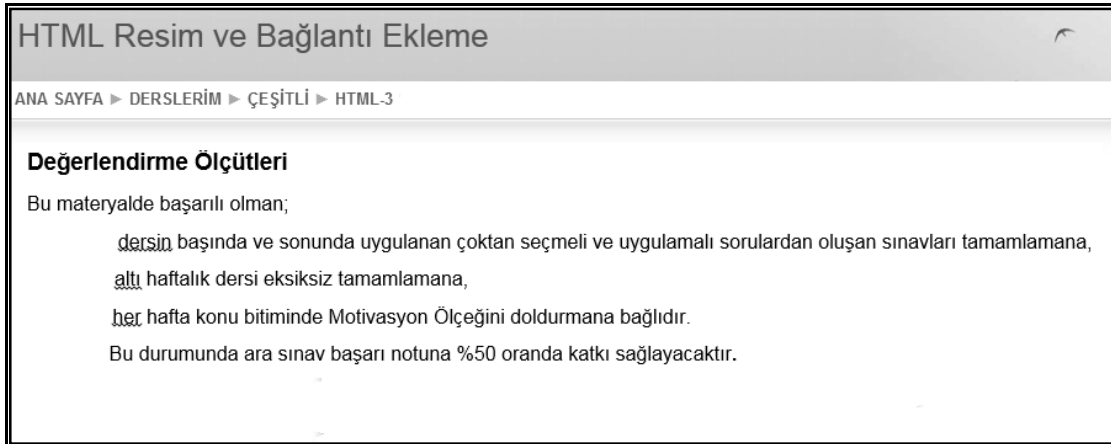 HTML Resim ve Bağlantı Ekleme
ANA SAYFA ► DERSLERİM ► ÇEŞİTLİ ► HTML-3
Değerlendirme Ölçütleri
Bu materyalde başarılı olman;
dersin başında ve sonunda uygulanan çoktan seçmeli ve uygulamalı sorulardan oluşan sınavları tamamlamana,
altı haftalık dersi eksiksiz tamamlamana,
her hafta konu bitiminde Motivasyon Ölçeğini doldurmana bağlıdır.
Bu durumunda ara sınav başarı notuna %50 oranda katkı sağlayacaktır.